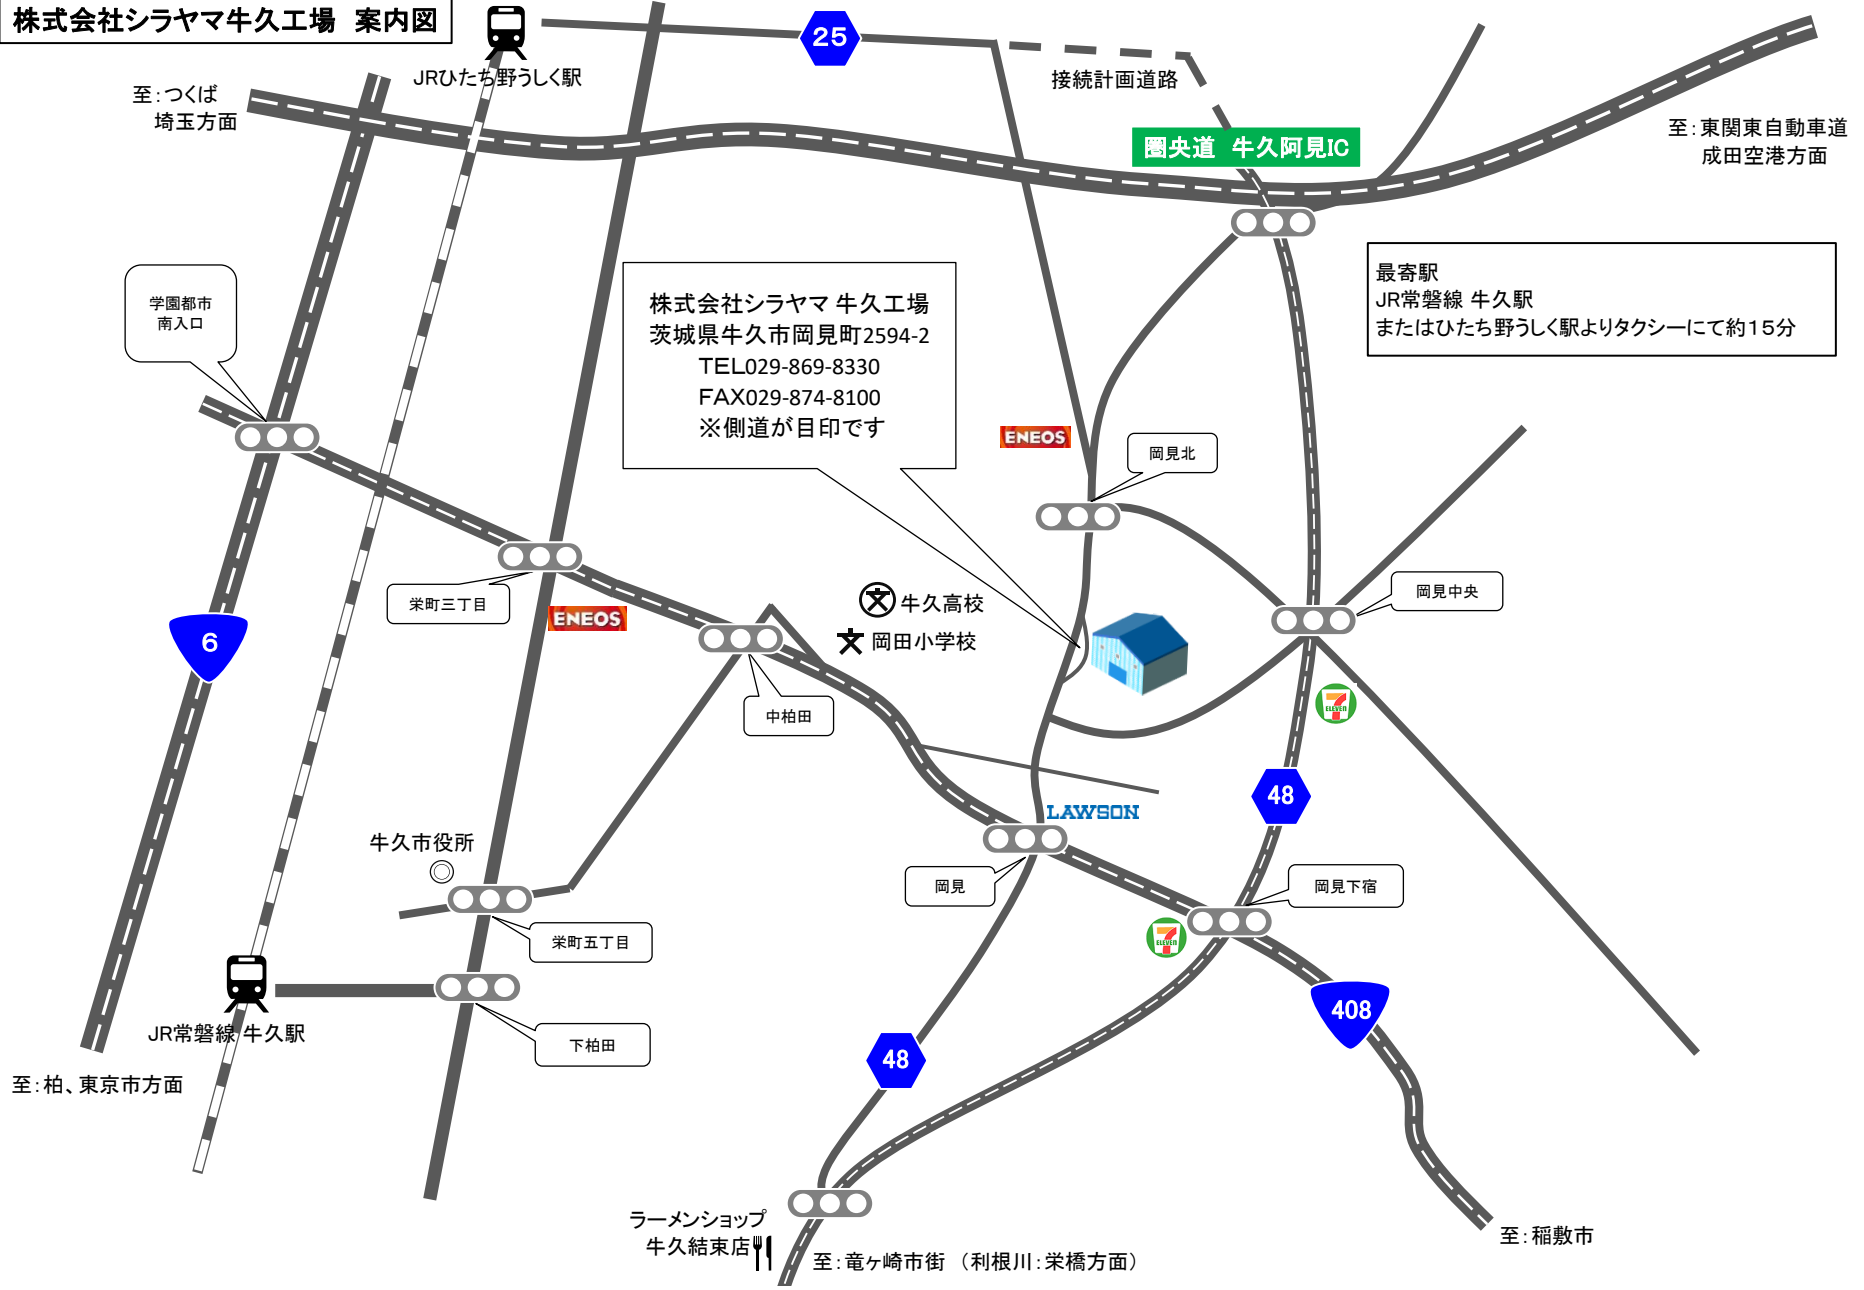 株式会社シラヤマ牛久工場 案内図
JRひたち野うしく駅
25
接続計画道路
至:つくば
埼玉方面
圏央道 牛久阿見IC
至:東関東自動車道
成田空港方面
最寄駅
JR常磐線 牛久駅
またはひたち野うしく駅よりタクシーにて約15分
学園都市
南入口
株式会社シラヤマ 牛久工場
茨城県牛久市岡見町2594-2
TEL029-869-8330
FAX029-874-8100
※側道が目印です
ENEOS
岡見北
栄町三丁目
ENEOS
牛久高校
岡田小学校
岡見中央
6
中柏田
7
ELEVEN
48
LAWSON
牛久市役所
岡見
岡見下宿
栄町五丁目
7
ELEVEN
JR常磐線 牛久駅
下柏田
408
48
至:柏、東京市方面
ラーメンショップ
牛久結束店
至:竜ヶ崎市街 (利根川:栄橋方面)
至:稲敷市